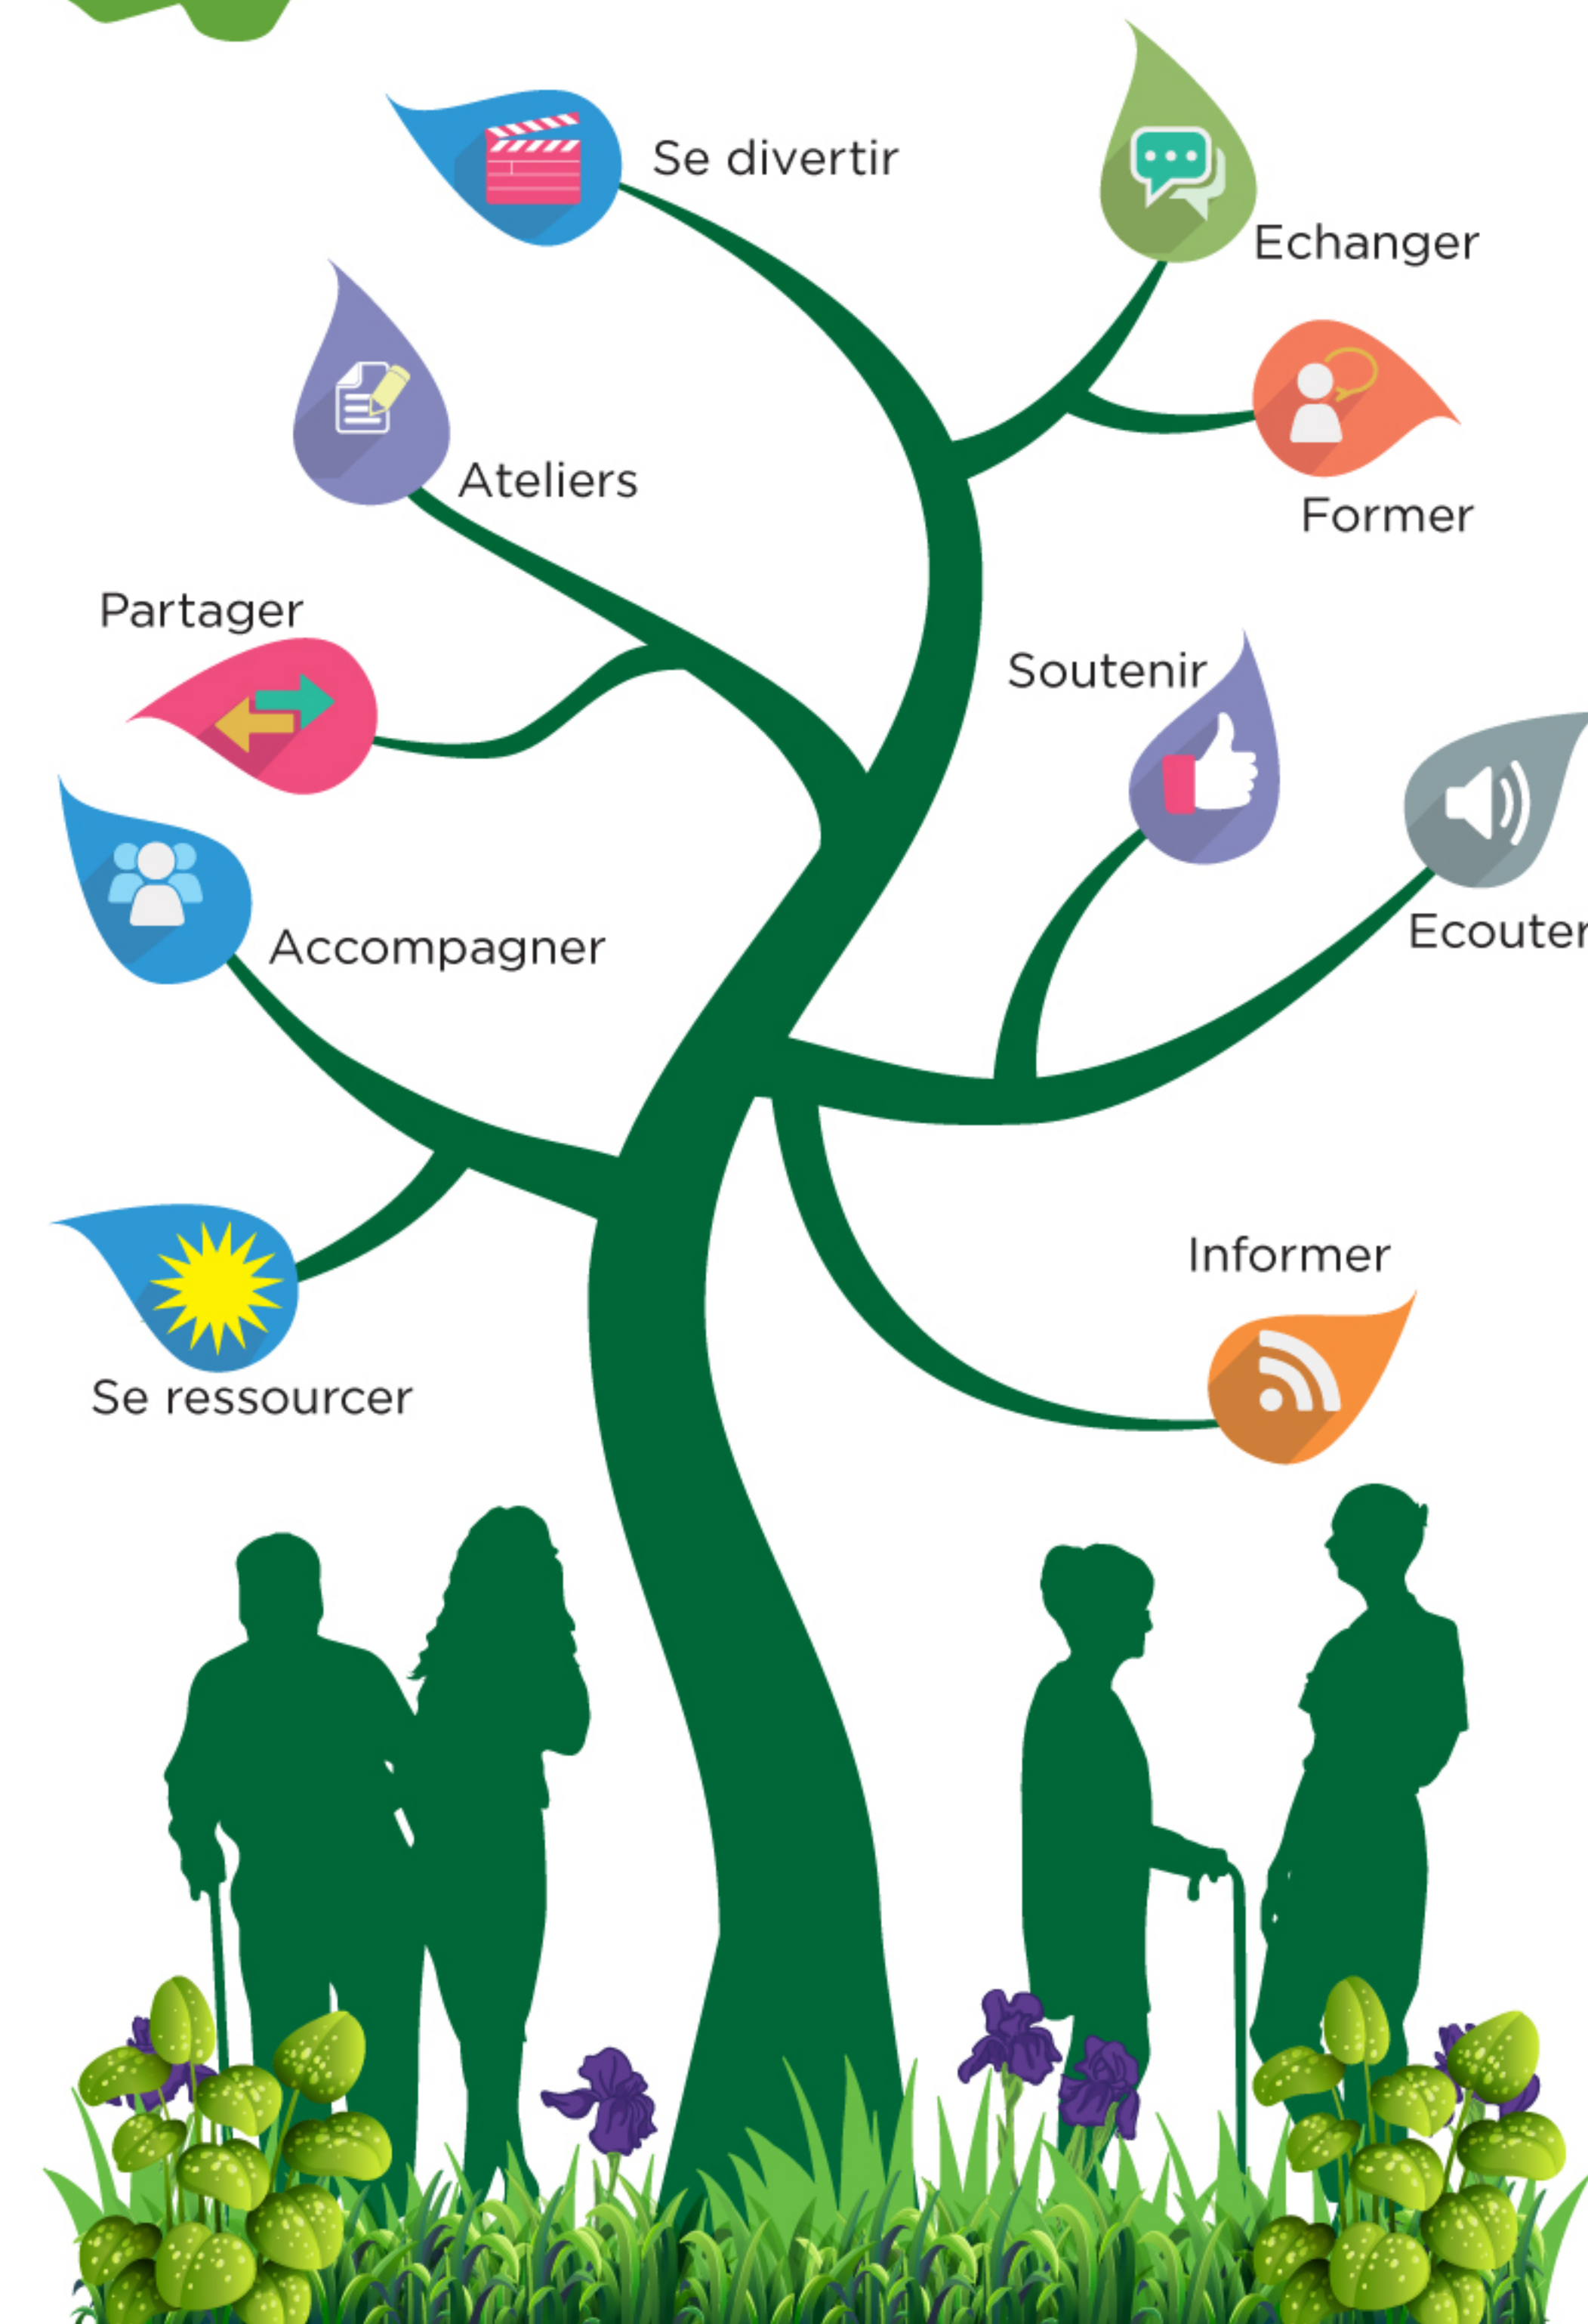 Se divertir
Echanger
Former
Ateliers
Partager
Soutenir
Ecouter
Accompagner
Informer
Se ressourcer